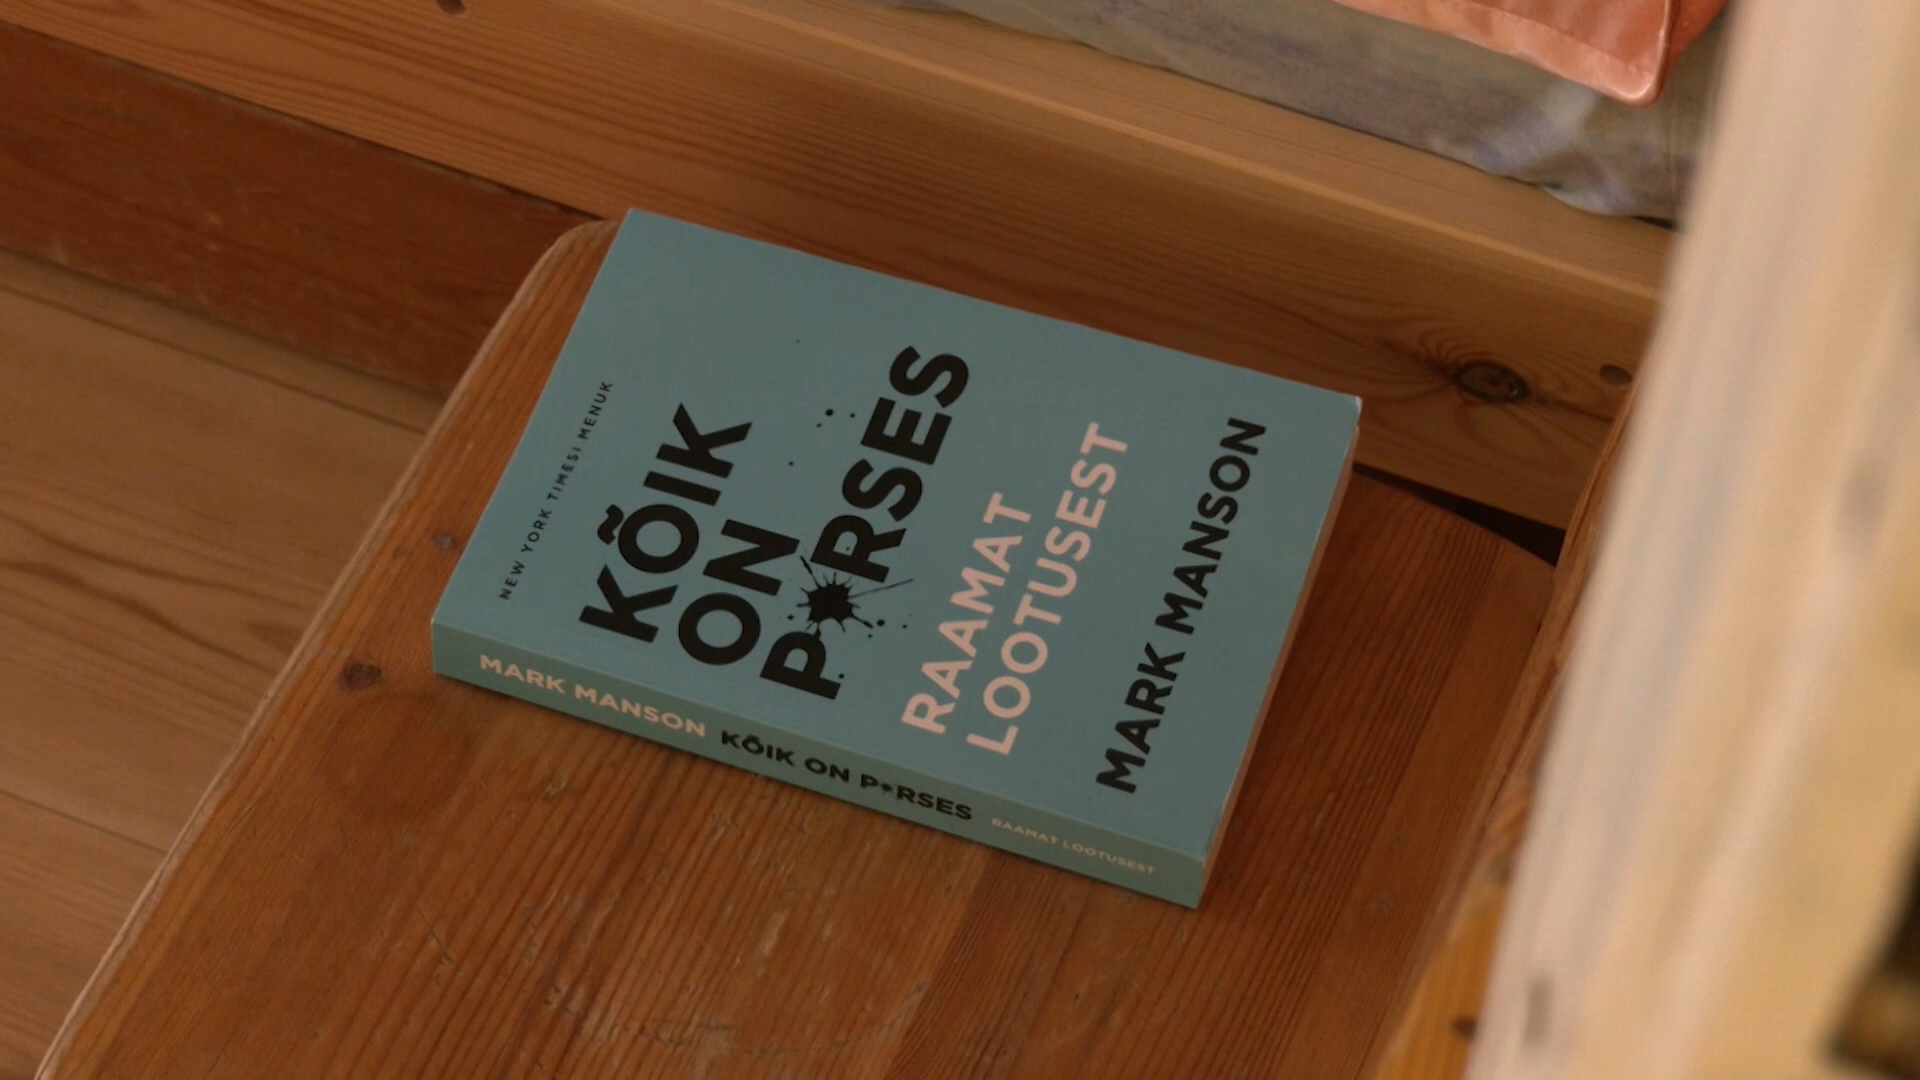 NEW YORK TIMESI MENUK
KÕIK
ON
P*RSES
RAAMAT
LOOTUSEST
MARK MANSON
MARK MANSON KÕIK ON P*RSES RAAMAT LOOTUSEST